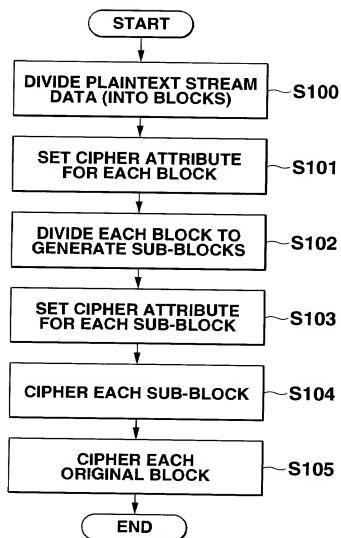 START
DIVIDE PLAINTEXT STREAM
DATA (INTO BLOCKS)
S100
SET CIPHER ATTRIBUTE
FOR EACH BLOCK
S101
DIVIDE EACH BLOCK TO
GENERATE SUB-BLOCKS
S102
SET CIPHER ATTRIBUTE
FOR EACH SUB-BLOCK
S103
CIPHER EACH SUB-BLOCK
S104
CIPHER EACH
ORIGINAL BLOCK
S105
END